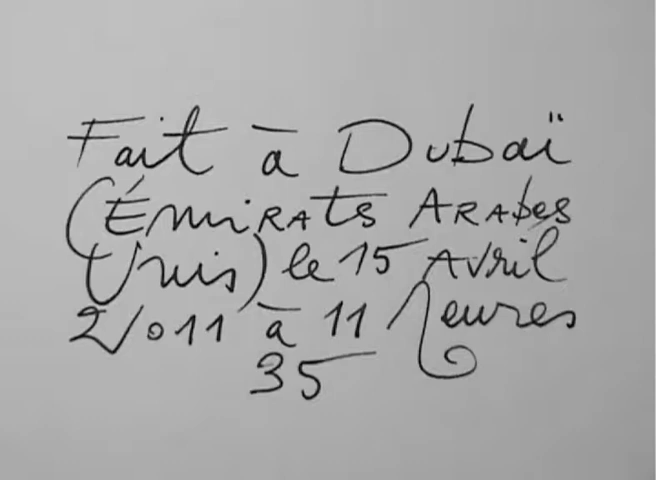 Fait à Dubaï
(Émirats Arabes
Unis) le 15 Avril
2011 à 11 heures
35